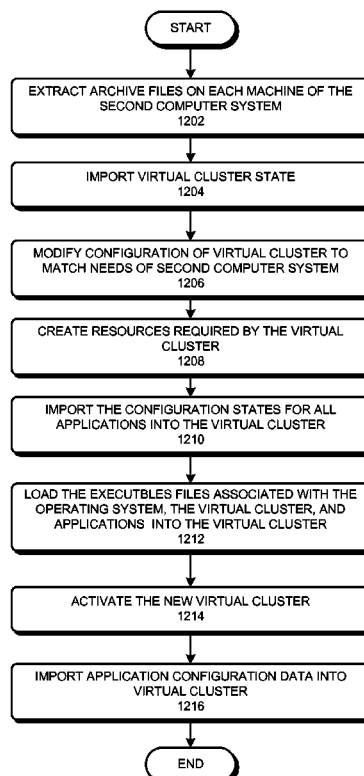 START
EXTRACT ARCHIVE FILES ON EACH MACHINE OF THE
SECOND COMPUTER SYSTEM
1202
IMPORT VIRTUAL CLUSTER STATE
1204
MODIFY CONFIGURATION OF VIRTUAL CLUSTER TO
MATCH NEEDS OF SECOND COMPUTER SYSTEM
1206
CREATE RESOURCES REQUIRED BY THE VIRTUAL
CLUSTER
1208
IMPORT THE CONFIGURATION STATES FOR ALL
APPLICATIONS INTO THE VIRTUAL CLUSTER
1210
LOAD THE EXECUTBLES FILES ASSOCIATED WITH THE
OPERATING SYSTEM, THE VIRTUAL CLUSTER, AND
APPLICATIONS INTO THE VIRTUAL CLUSTER
1212
ACTIVATE THE NEW VIRTUAL CLUSTER
1214
IMPORT APPLICATION CONFIGURATION DATA INTO
VIRTUAL CLUSTER
1216
END